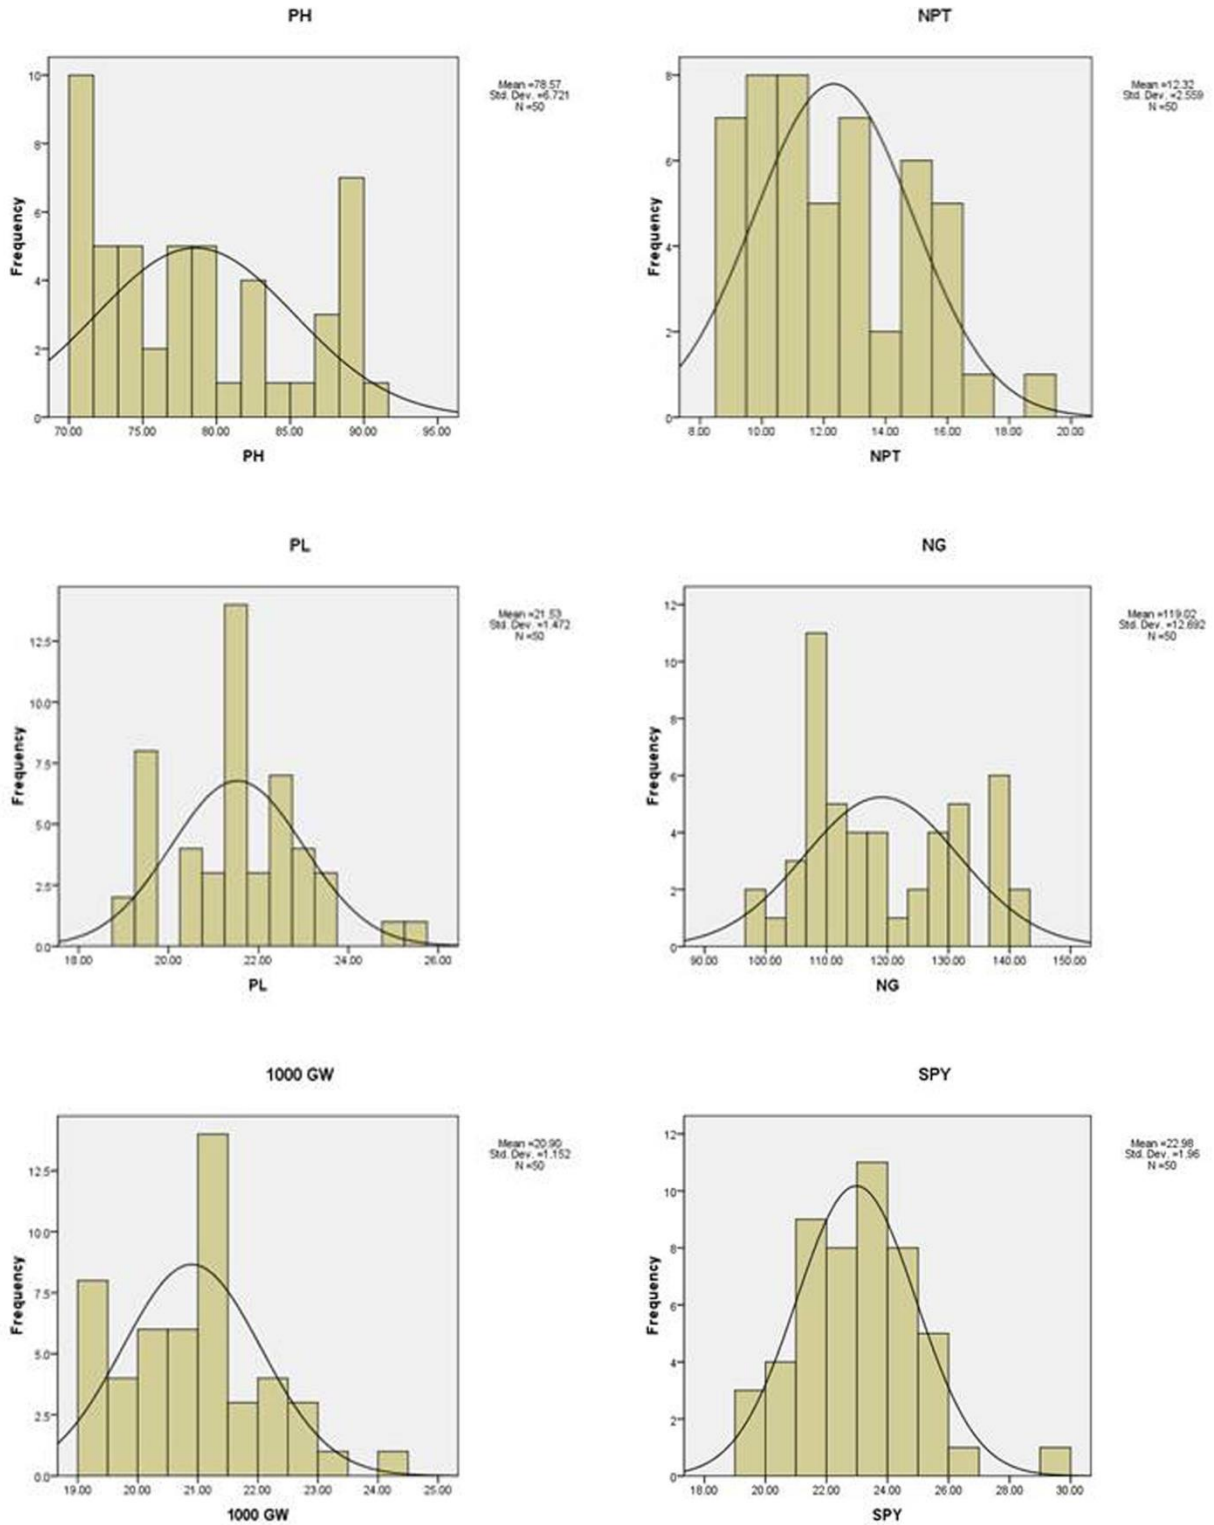 PH
Mean =78.57
Std. Dev. =6.721
N =50
Frequency
10
8
6
4
2
0
70.00 75.00 80.00 85.00 90.00 95.00
PH
NPT
Mean =12.32
Std. Dev. =2.559
N =50
Frequency
8
6
4
2
0
8.00 10.00 12.00 14.00 16.00 18.00 20.00
NPT
PL
Mean =21.53
Std. Dev. =1.472
N =50
Frequency
12.5
10.0
7.5
5.0
2.5
0.0
18.00 20.00 22.00 24.00 26.00
PL
NG
Mean =119.02
Std. Dev. =12.692
N =50
Frequency
12
10
8
6
4
2
0
90.00 100.00 110.00 120.00 130.00 140.00 150.00
NG
1000 GW
Mean =20.90
Std. Dev. =1.152
N =50
Frequency
12.5
10.0
7.5
5.0
2.5
0.0
19.00 20.00 21.00 22.00 23.00 24.00 25.00
1000 GW
SPY
Mean =22.98
Std. Dev. =1.96
N =50
Frequency
12
10
8
6
4
2
0
18.00 20.00 22.00 24.00 26.00 28.00 30.00
SPY